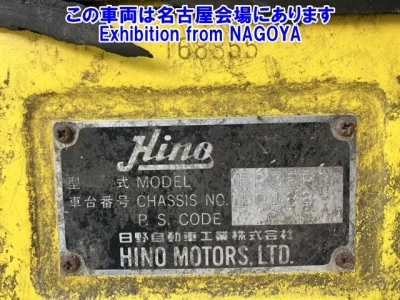 この車両は名古屋会場にあります
Exhibition from NAGOYA
168355
Hino
型式 MODEL
車台番号 CHASSIS NO.
P. S. CODE
日野自動車工業株式会社
HINO MOTORS, LTD.